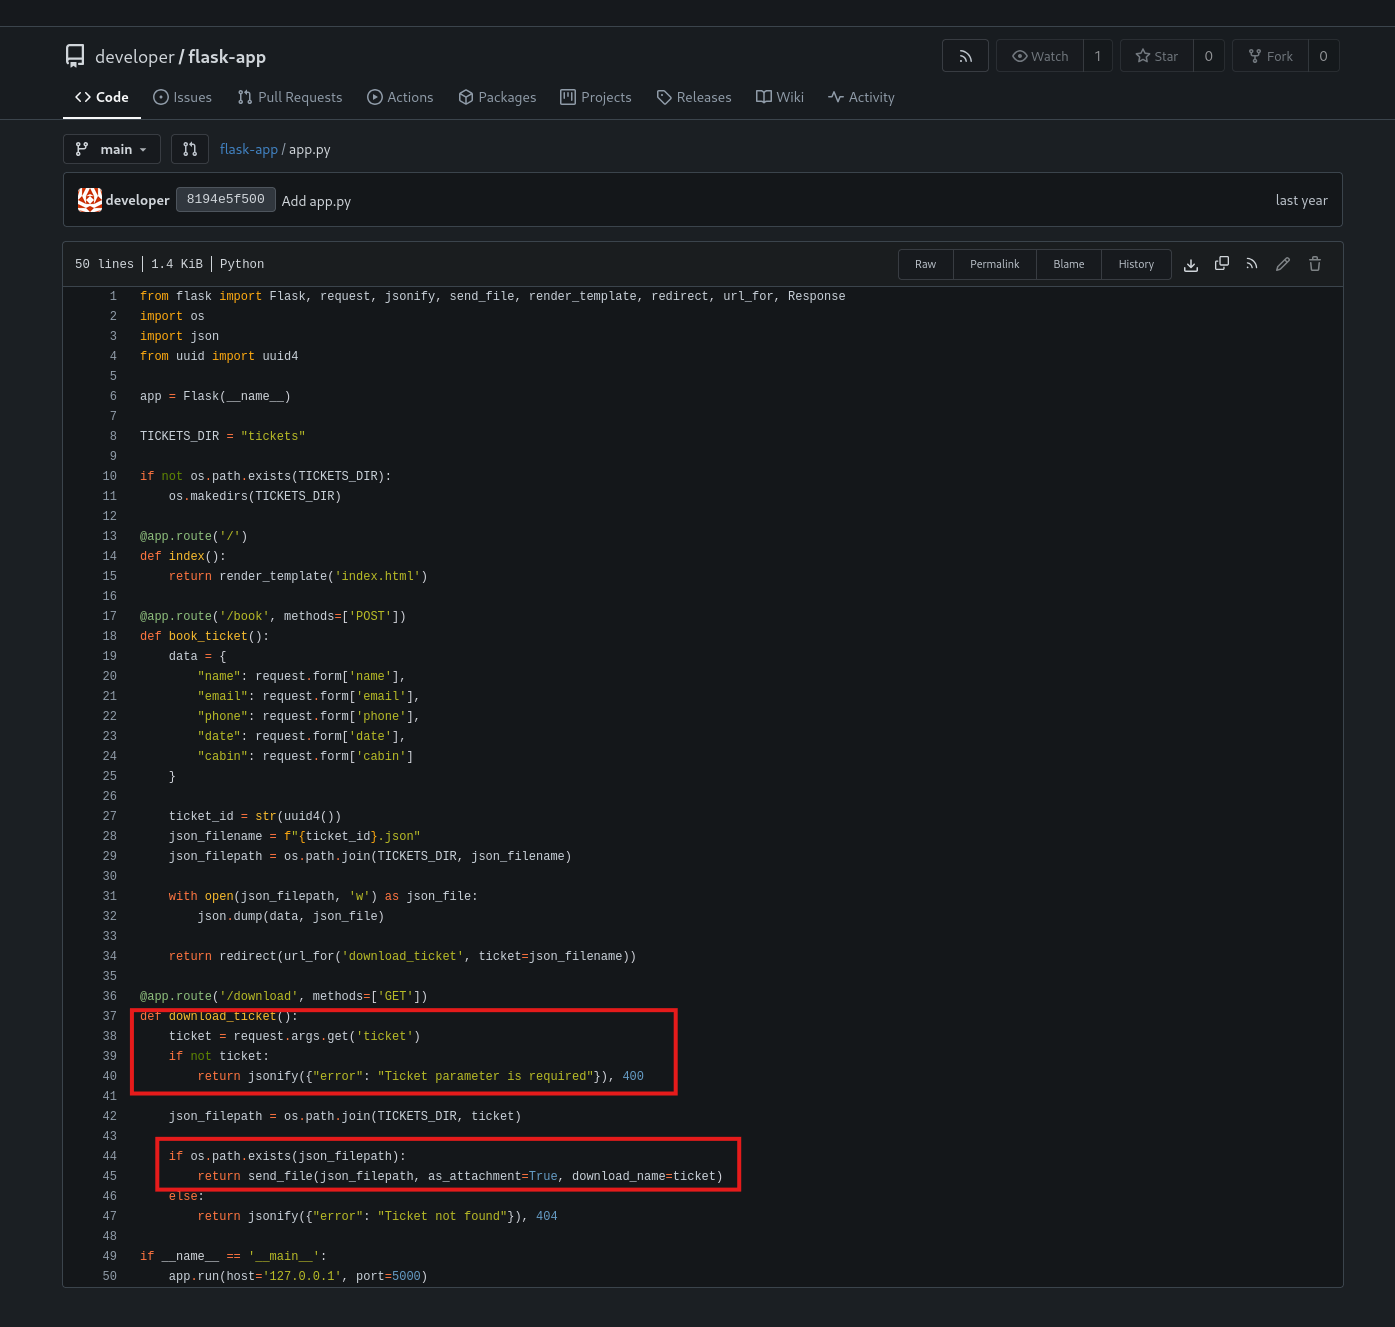 developer / flask-app
Watch 1 Star 0 Fork 0
Code Issues Pull Requests Actions Packages Projects Releases Wiki Activity
main flask-app / app.py
developer 8194e5f500 Add app.py last year
50 lines 1.4 KiB Python Raw Permalink Blame History
1 from flask import Flask, request, jsonify, send_file, render_template, redirect, url_for, Response
2 import os
3 import json
4 from uuid import uuid4
5
6 app = Flask(__name__)
7
8 TICKETS_DIR = "tickets"
9
10 if not os.path.exists(TICKETS_DIR):
11     os.makedirs(TICKETS_DIR)
12
13 @app.route('/')
14 def index():
15     return render_template('index.html')
16
17 @app.route('/book', methods=['POST'])
18 def book_ticket():
19     data = {
20         "name": request.form['name'],
21         "email": request.form['email'],
22         "phone": request.form['phone'],
23         "date": request.form['date'],
24         "cabin": request.form['cabin']
25     }
26
27     ticket_id = str(uuid4())
28     json_filename = f"{ticket_id}.json"
29     json_filepath = os.path.join(TICKETS_DIR, json_filename)
30
31     with open(json_filepath, 'w') as json_file:
32         json.dump(data, json_file)
33
34     return redirect(url_for('download_ticket', ticket=json_filename))
35
36 @app.route('/download', methods=['GET'])
37 def download_ticket():
38     ticket = request.args.get('ticket')
39     if not ticket:
40         return jsonify({"error": "Ticket parameter is required"}), 400
41
42     json_filepath = os.path.join(TICKETS_DIR, ticket)
43
44     if os.path.exists(json_filepath):
45         return send_file(json_filepath, as_attachment=True, download_name=ticket)
46     else:
47         return jsonify({"error": "Ticket not found"}), 404
48
49 if __name__ == '__main__':
50     app.run(host='127.0.0.1', port=5000)